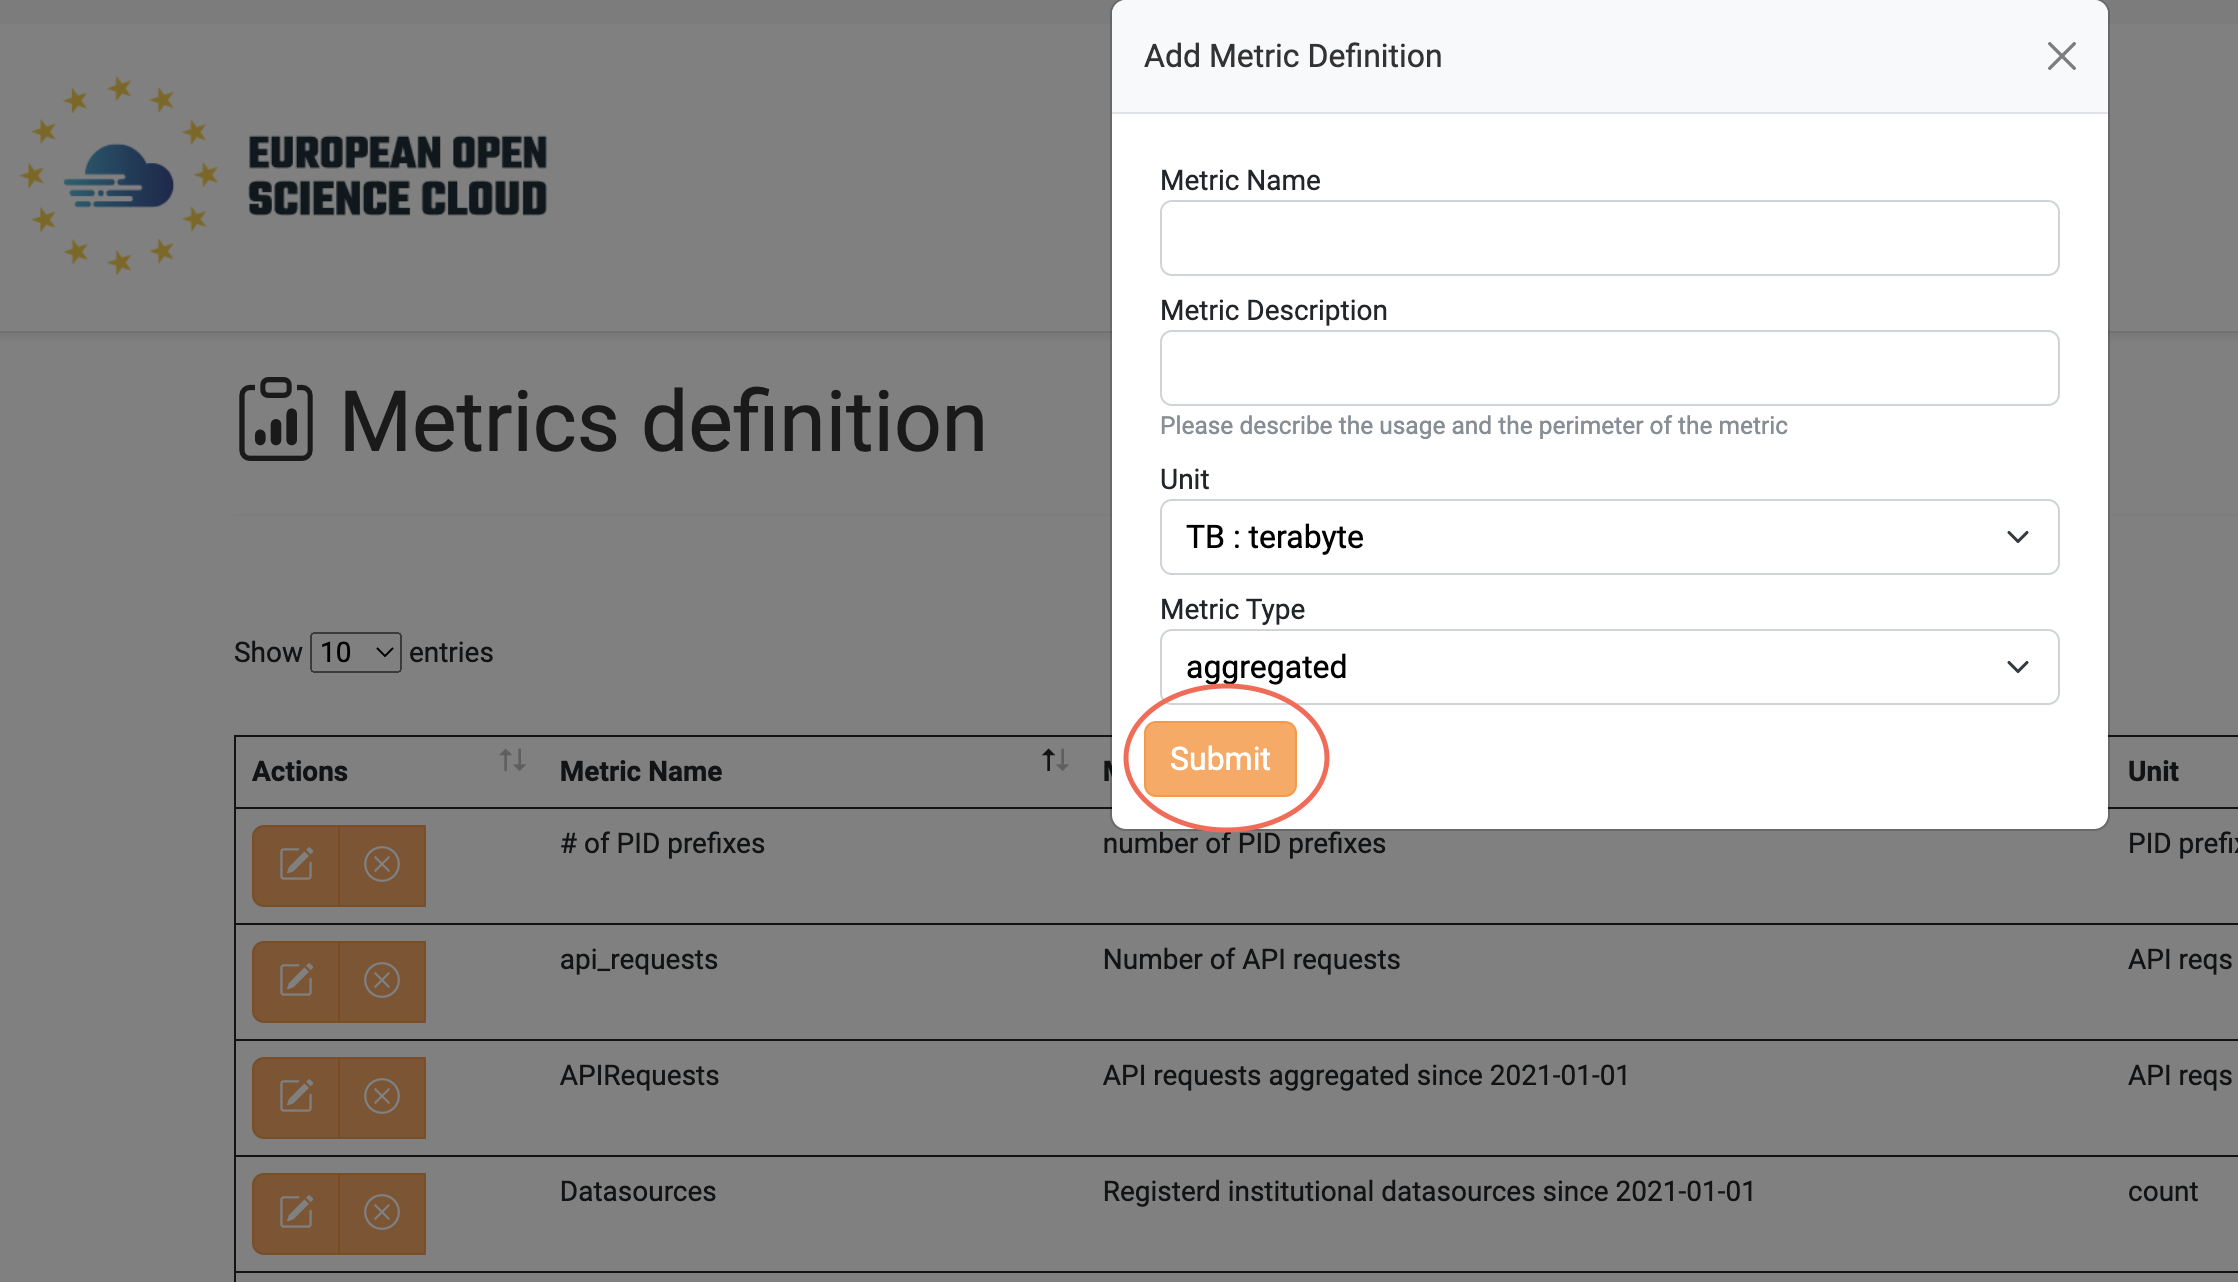 EUROPEAN OPEN
SCIENCE CLOUD
Metrics definition
Show 10 entries
Add Metric Definition
Metric Name
Metric Description
Please describe the usage and the perimeter of the metric
Unit
TB : terabyte
Metric Type
aggregated
Submit
Actions Metric Name Unit
# of PID prefixes number of PID prefixes PID prefix
api_requests Number of API requests API reqs
APIRequests API requests aggregated since 2021-01-01 API reqs
Datasources Registerd institutional datasources since 2021-01-01 count